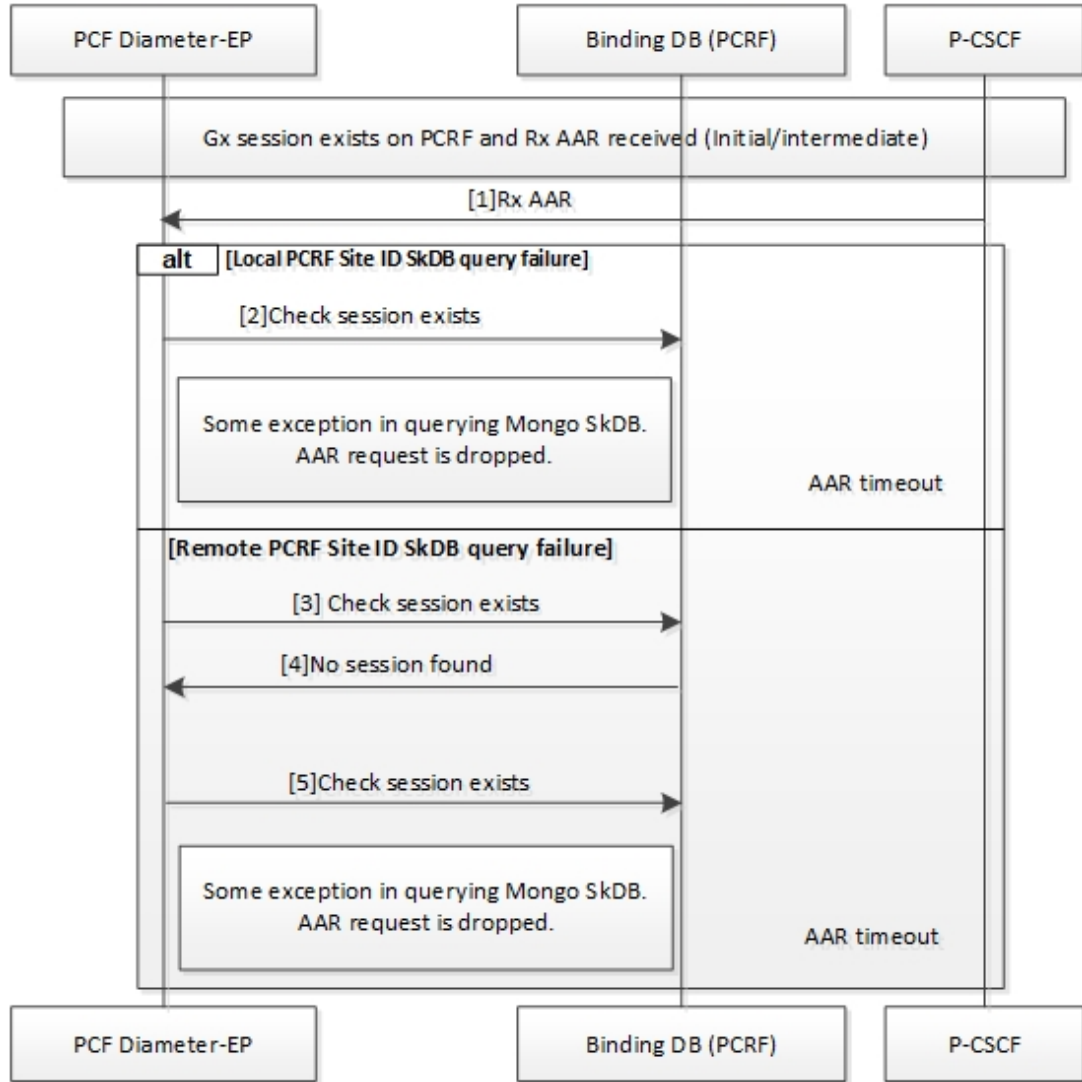 PCF Diameter-EP
Binding DB (PCRF)
P-CSCF
Gx session exists on PCRF and Rx AAR received (Initial/intermediate)
[1]Rx AAR
alt
[Local PCRF Site ID SkDB query failure]
[2]Check session exists
Some exception in querying Mongo SkDB.
AAR request is dropped.
AAR timeout
[Remote PCRF Site ID SkDB query failure]
[3] Check session exists
[4]No session found
[5]Check session exists
Some exception in querying Mongo SkDB.
AAR request is dropped.
AAR timeout
PCF Diameter-EP
Binding DB (PCRF)
P-CSCF